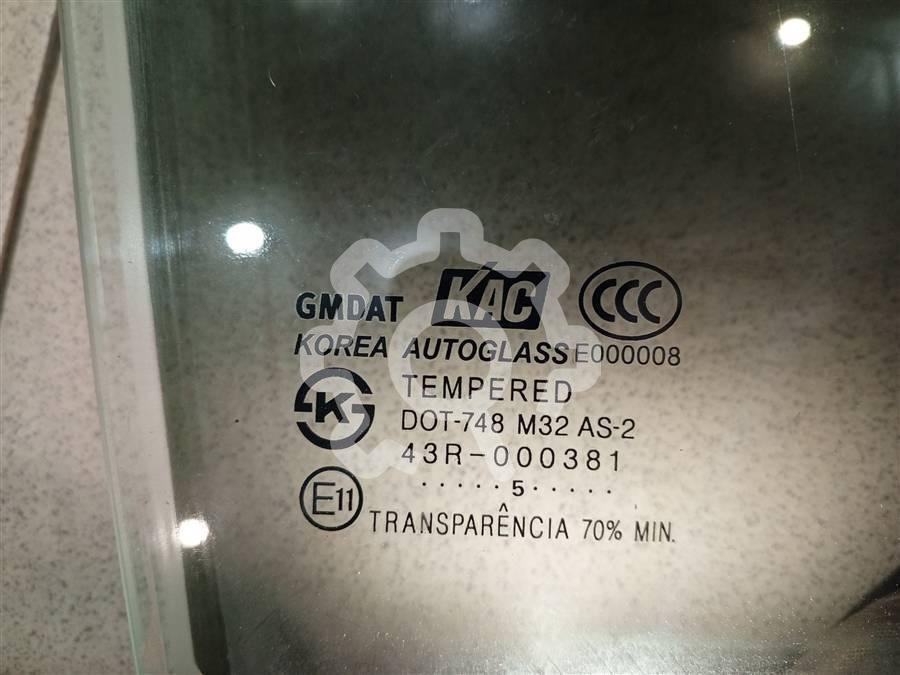 GMDAT KAC CCC
KOREA AUTOGLASS E000008
TEMPERED
K
DOT-748 M32 AS-2
43R-000381
E11
·····5·····
TRANSPARÊNCIA 70% MIN.